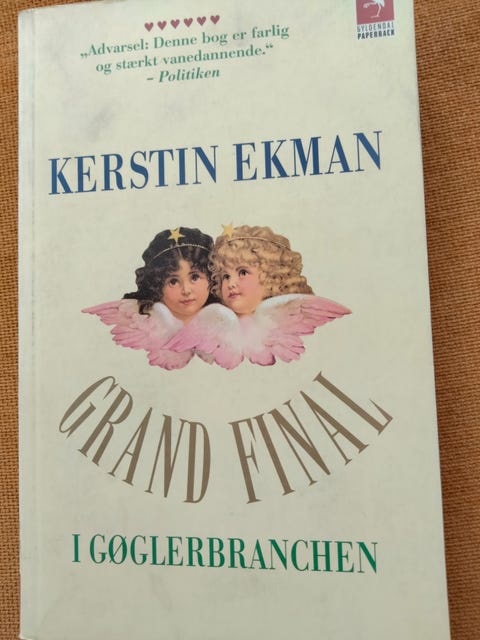 GYLDENDAL
PAPERBACK
„Advarsel: Denne bog er farlig
og stærkt vanedannende.“
– Politiken
KERSTIN EKMAN
GRAND FINAL
I GØGLERBRANCHEN